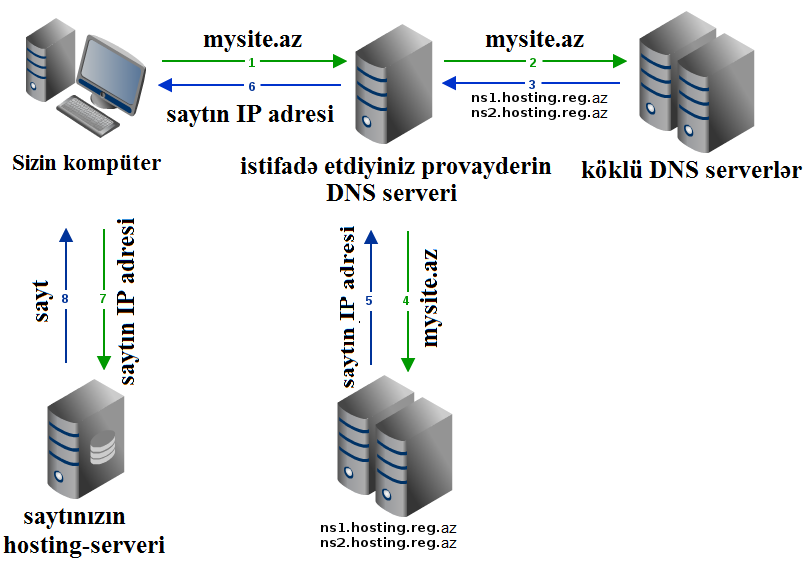 mysite.az
1
6
saytın IP adresi
Sizin kompüter
mysite.az
2
3
ns1.hosting.reg.az
ns2.hosting.reg.az
istifadə etdiyiniz provayderin
DNS serveri
köklü DNS serverlər
sayt
8
7
saytın IP adresi
saytın IP adresi
5
4
mysite.az
saytınızın
hosting-serveri
ns1.hosting.reg.az
ns2.hosting.reg.az